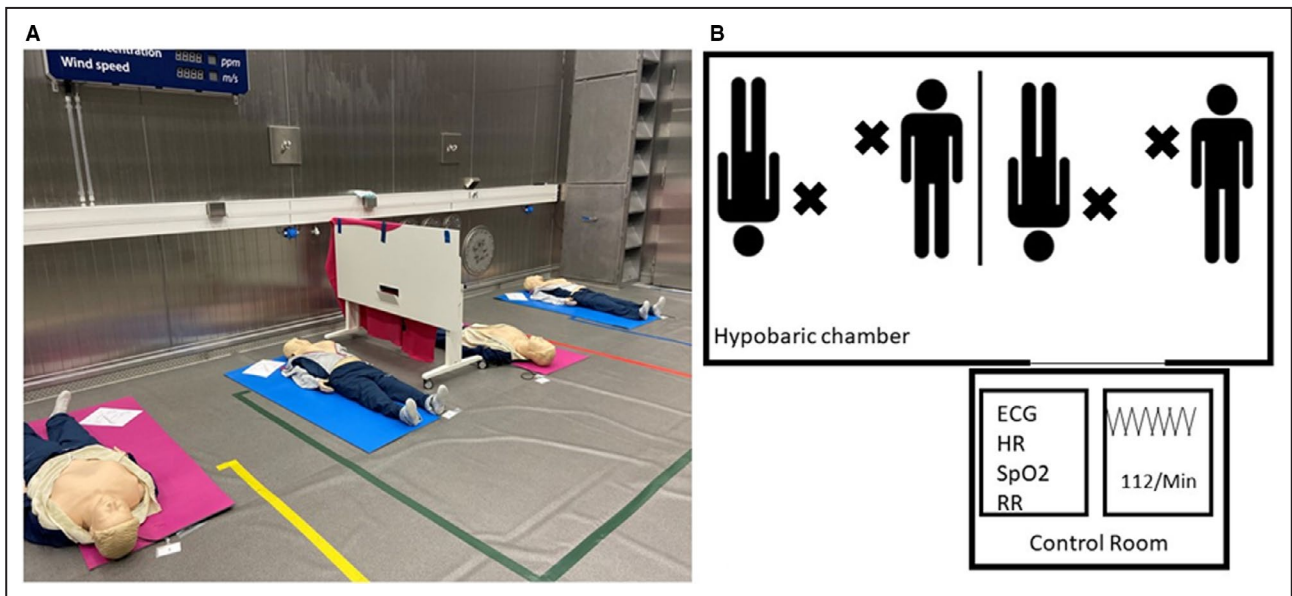 A
concentration
ppm
Wind speed
m/s
B
Hypobaric chamber
ECG
HR
SpO2
RR
112/Min
Control Room